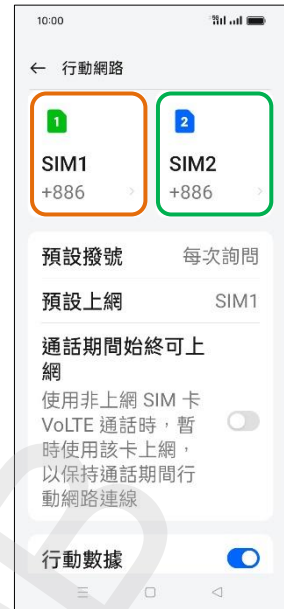 10:00
← 行動網路
1
2
SIM1
SIM2
+886
+886
預設撥號 每次詢問
預設上網 SIM1
通話期間始終可上
網
使用非上網 SIM 卡
VoLTE 通話時，暫
時使用該卡上網，
以保持通話期間行
動網路連線
行動數據